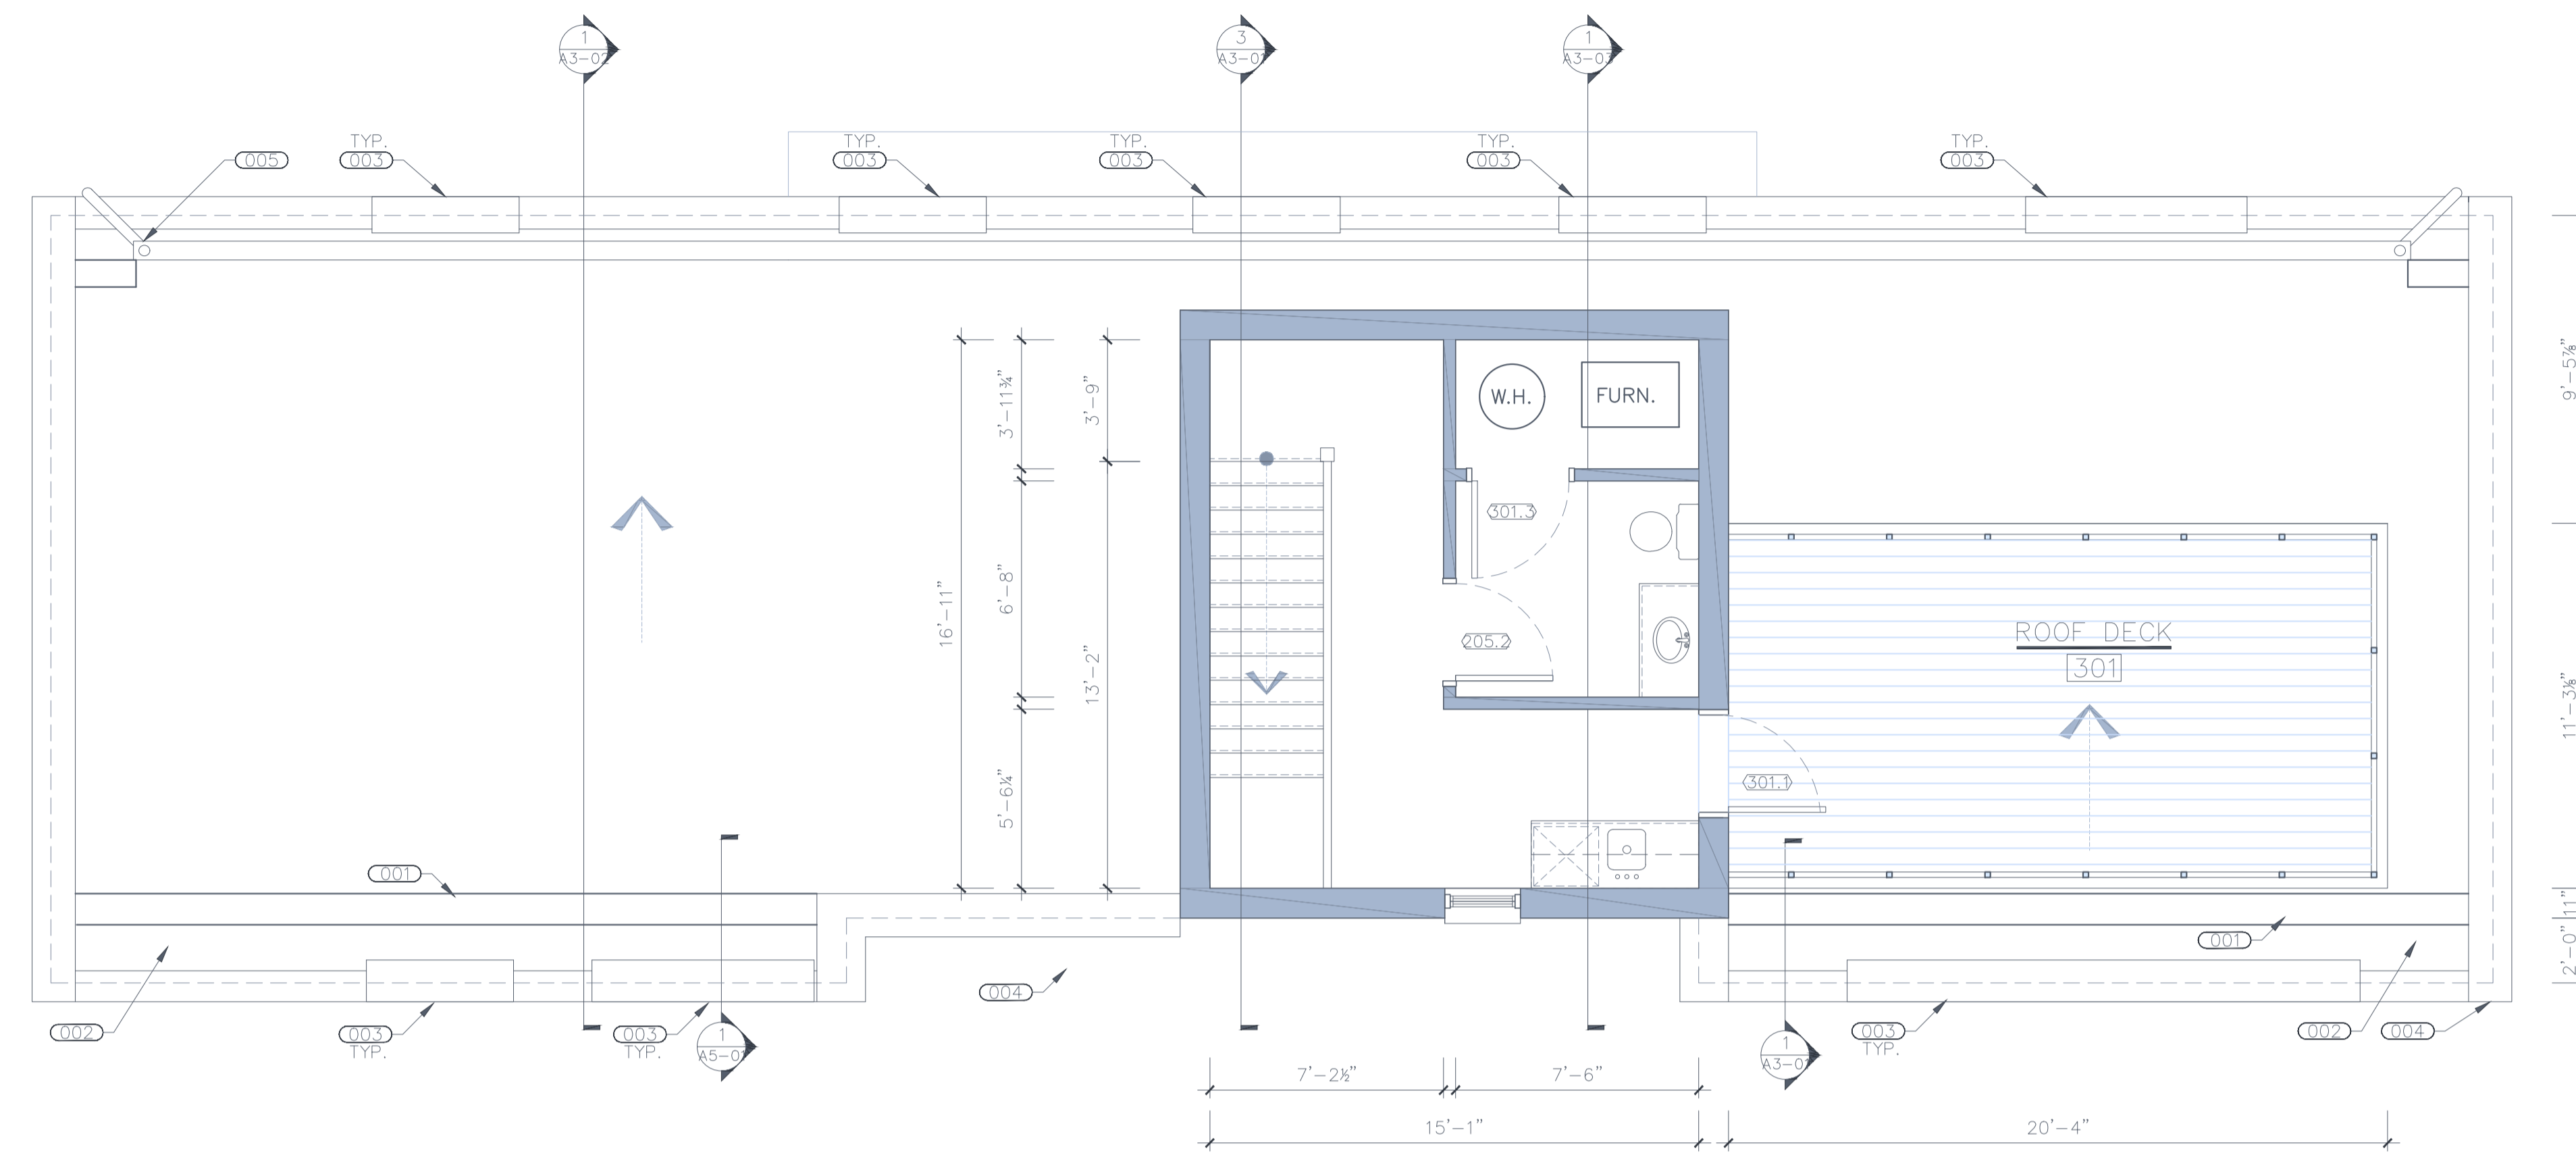 1
A3-02
3
A3-01
1
A3-03
005
TYP.
003
TYP.
003
TYP.
003
TYP.
003
TYP.
003
9'-5⅞"
3'-11¾"
3'-9"
W.H.
FURN.
301.3
16'-11"
6'-8"
13'-2"
205.2
ROOF DECK
301
11'-3⅛"
5'-6¼"
301.1
001
11"
001
2'-0"
004
002
003
TYP.
003
TYP.
1
A5-01
003
TYP.
002
004
1
A3-01
7'-2½"
7'-6"
15'-1"
20'-4"